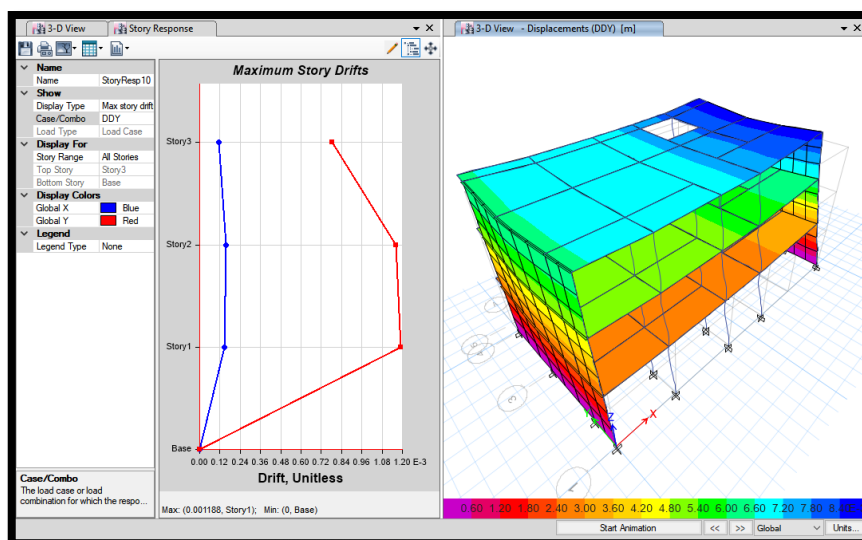 3-D View
Story Response
Name
Name StoryResp10
Show
Display Type Max story drift
Case/Combo DDY
Load Type Load Case
Display For
Story Range All Stories
Top Story Story3
Bottom Story Base
Display Colors
Global X Blue
Global Y Red
Legend
Legend Type None
Case/Combo
The load case or load
combination for which the respo...
Maximum Story Drifts
Story3
Story2
Story1
Base
0.00 0.12 0.24 0.36 0.48 0.60 0.72 0.84 0.96 1.08 1.20 E-3
Drift, Unitless
Max: (0.001188, Story1); Min: (0, Base)
3-D View - Displacements (DDY) [m]
X
Z
0.60 1.20 1.80 2.40 3.00 3.60 4.20 4.80 5.40 6.00 6.60 7.20 7.80
Start Animation << >> Global Units...